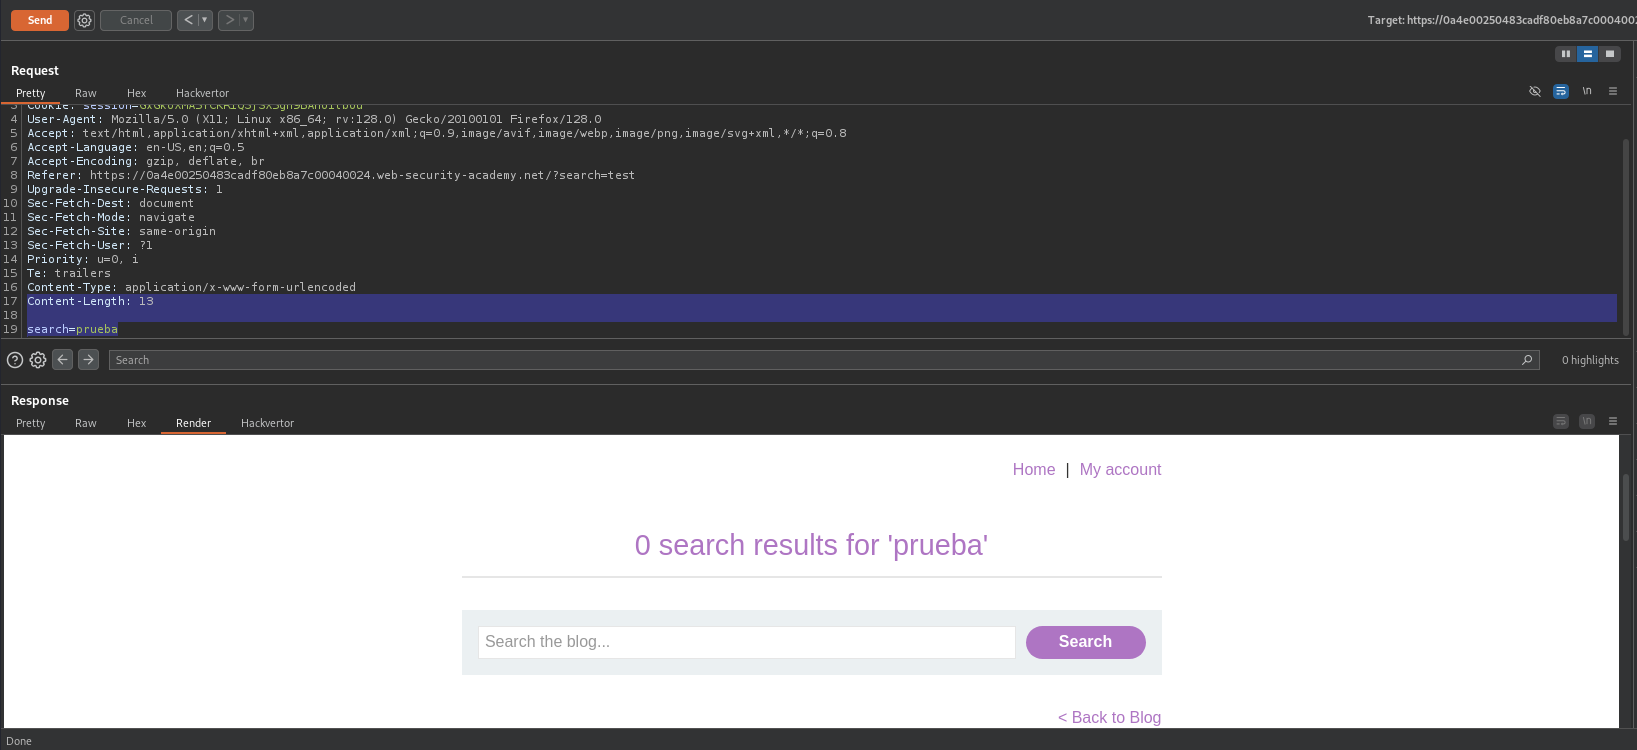 Send Cancel < >
Target: https://0a4e00250483cadf80eb8a7c0004002
Request
Pretty Raw Hex Hackvertor
\n
4 User-Agent: Mozilla/5.0 (X11; Linux x86_64; rv:128.0) Gecko/20100101 Firefox/128.0
5 Accept: text/html,application/xhtml+xml,application/xml;q=0.9,image/avif,image/webp,image/png,image/svg+xml,*/*;q=0.8
6 Accept-Language: en-US,en;q=0.5
7 Accept-Encoding: gzip, deflate, br
8 Referer: https://0a4e00250483cadf80eb8a7c00040024.web-security-academy.net/?search=test
9 Upgrade-Insecure-Requests: 1
10 Sec-Fetch-Dest: document
11 Sec-Fetch-Mode: navigate
12 Sec-Fetch-Site: same-origin
13 Sec-Fetch-User: ?1
14 Priority: u=0, i
15 Te: trailers
16 Content-Type: application/x-www-form-urlencoded
17 Content-Length: 13
18
19 search=prueba
Search
0 highlights
Response
Pretty Raw Hex Render Hackvertor
\n
Home | My account
0 search results for 'prueba'
Search the blog... Search
< Back to Blog
Done